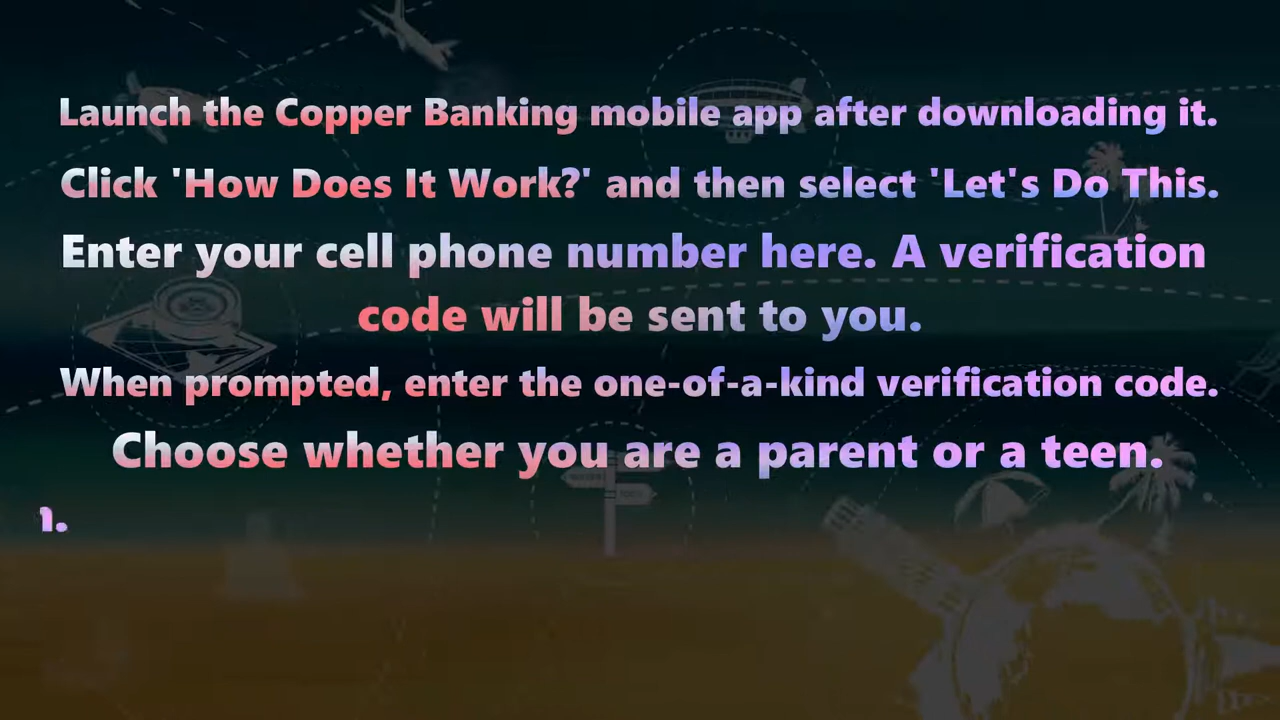 Launch the Copper Banking mobile app after downloading it.
Click 'How Does It Work?' and then select 'Let's Do This.
Enter your cell phone number here. A verification
code will be sent to you.
When prompted, enter the one-of-a-kind verification code.
Choose whether you are a parent or a teen.